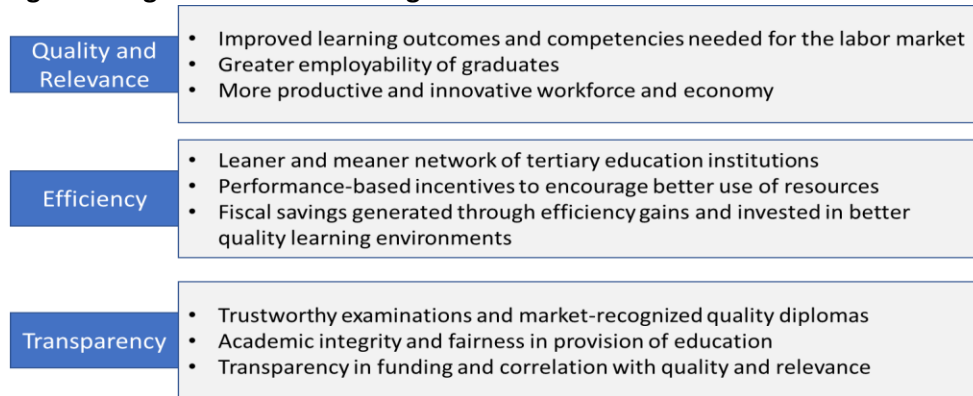 Quality and
Relevance
• Improved learning outcomes and competencies needed for the labor market
• Greater employability of graduates
• More productive and innovative workforce and economy
Efficiency
• Leaner and meaner network of tertiary education institutions
• Performance-based incentives to encourage better use of resources
• Fiscal savings generated through efficiency gains and invested in better
quality learning environments
Transparency
• Trustworthy examinations and market-recognized quality diplomas
• Academic integrity and fairness in provision of education
• Transparency in funding and correlation with quality and relevance